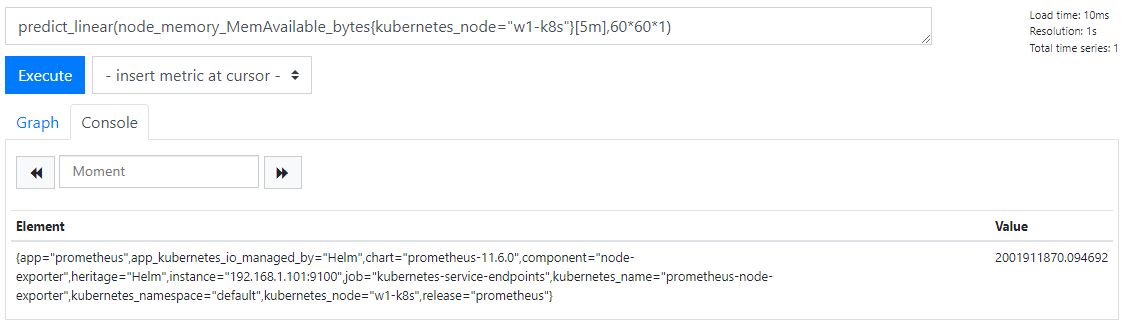 predict_linear(node_memory_MemAvailable_bytes{kubernetes_node="w1-k8s"}[5m],60*60*1)
Load time: 10ms
Resolution: 1s
Total time series: 1
Execute
- insert metric at cursor -
Graph
Console
Moment
Element Value
{app="prometheus",app_kubernetes_io_managed_by="Helm",chart="prometheus-11.6.0",component="node- 2001911870.094692
exporter",heritage="Helm",instance="192.168.1.101:9100",job="kubernetes-service-endpoints",kubernetes_name="prometheus-node-
exporter",kubernetes_namespace="default",kubernetes_node="w1-k8s",release="prometheus"}